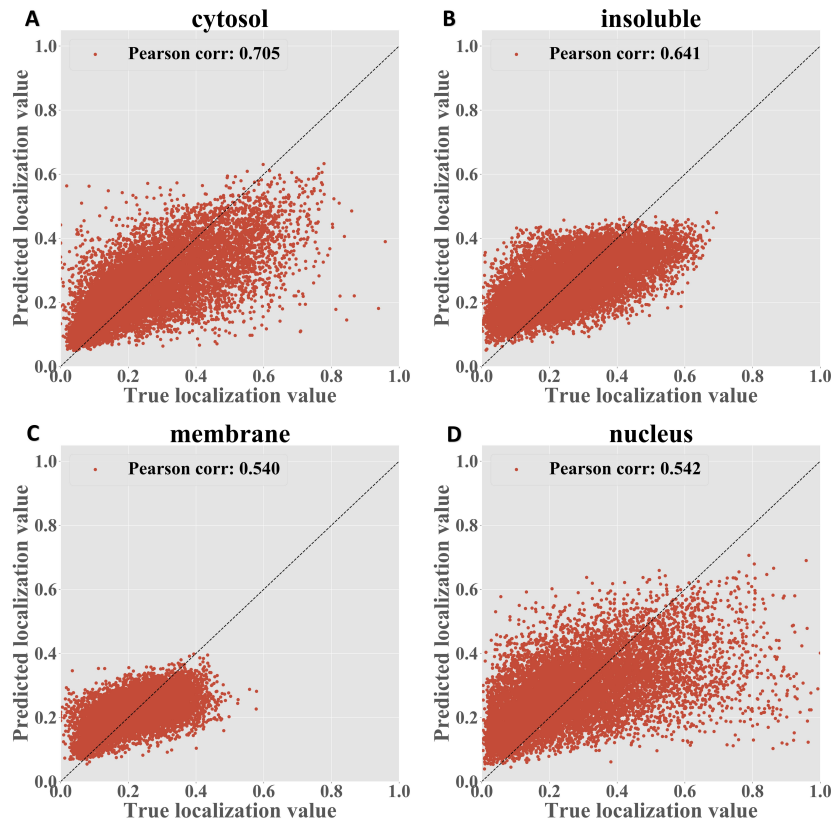 A
cytosol
Pearson corr: 0.705
Predicted localization value
1.0
0.8
0.6
0.4
0.2
0.0
0.0 0.2 0.4 0.6 0.8 1.0
True localization value
B
insoluble
Pearson corr: 0.641
Predicted localization value
1.0
0.8
0.6
0.4
0.2
0.0
0.0 0.2 0.4 0.6 0.8 1.0
True localization value
C
membrane
Pearson corr: 0.540
Predicted localization value
1.0
0.8
0.6
0.4
0.2
0.0
0.0 0.2 0.4 0.6 0.8 1.0
True localization value
D
nucleus
Pearson corr: 0.542
Predicted localization value
1.0
0.8
0.6
0.4
0.2
0.0
0.0 0.2 0.4 0.6 0.8 1.0
True localization value